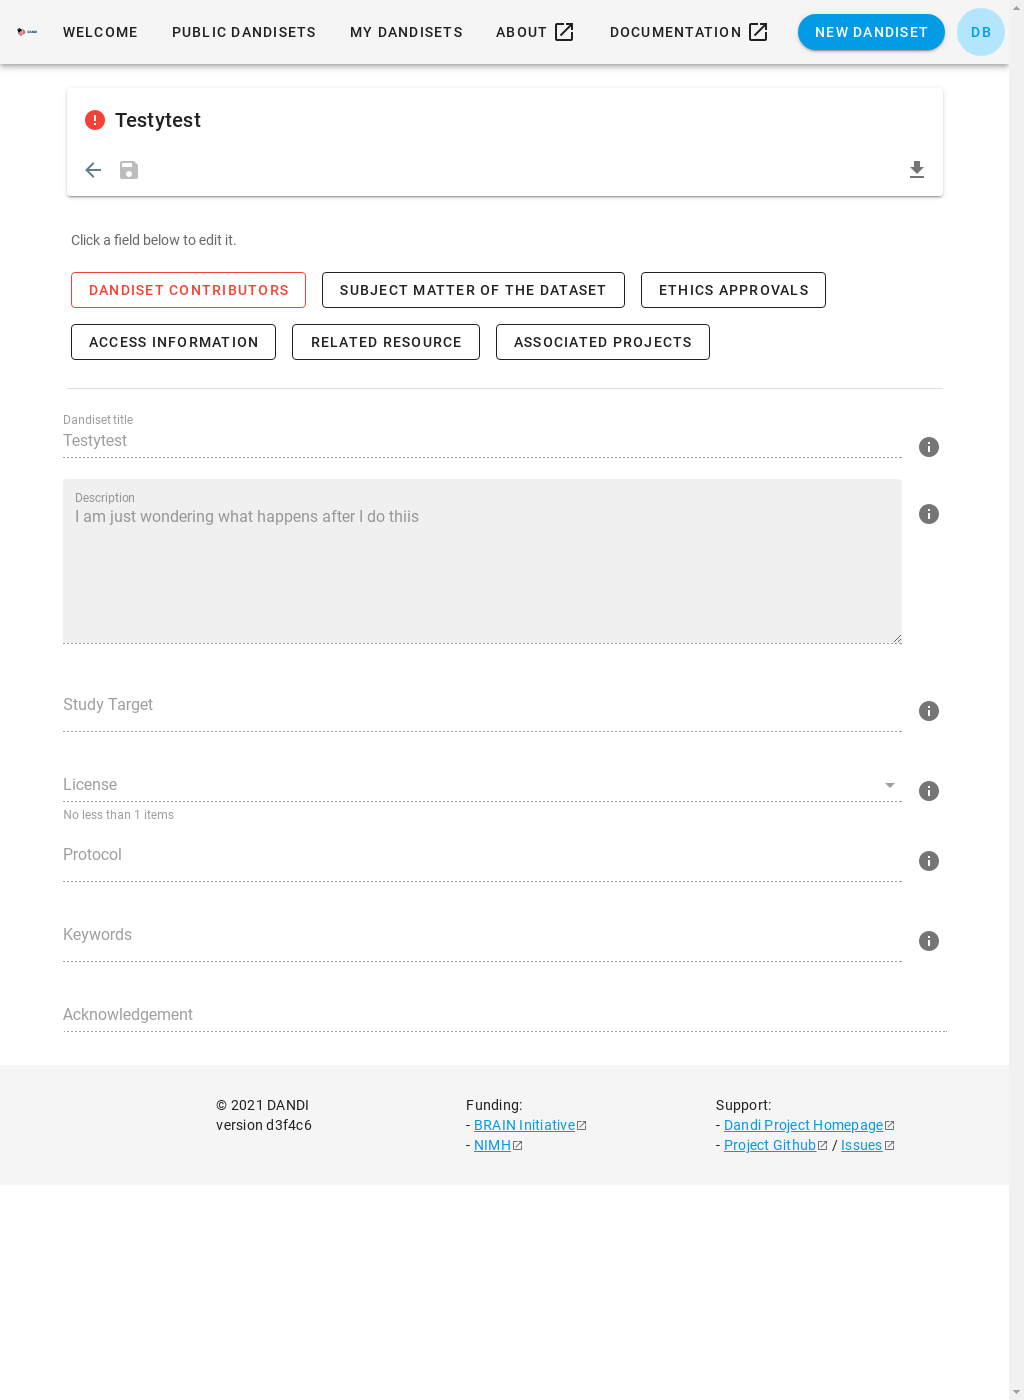 WELCOME PUBLIC DANDISETS MY DANDISETS ABOUT DOCUMENTATION NEW DANDISET DB
Testytest
Click a field below to edit it.
DANDISET CONTRIBUTORS SUBJECT MATTER OF THE DATASET ETHICS APPROVALS
ACCESS INFORMATION RELATED RESOURCE ASSOCIATED PROJECTS
Dandiset title
Testytest
Description
I am just wondering what happens after I do thiis
Study Target
License
No less than 1 items
Protocol
Keywords
Acknowledgement
© 2021 DANDI
version d3f4c6
Funding:
- BRAIN Initiative
- NIMH
Support:
- Dandi Project Homepage
- Project Github / Issues